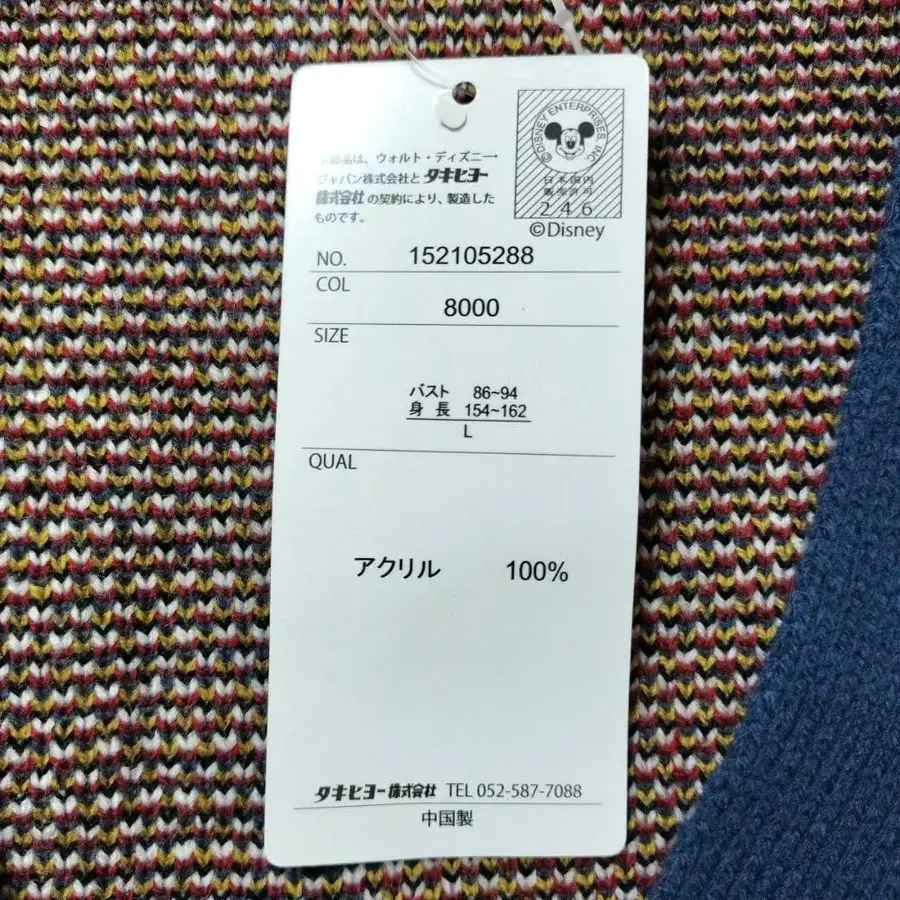 本商品は、ウォルト・ディズニー・
ジャパン株式会社と タキヒヨー
株式会社 の契約により、製造した
ものです。
©DISNEY ENTERPRISES INC
日本国内
販売許可
246
©Disney
NO. 152105288
COL
8000
SIZE
バスト 86~94
身長 154~162
L
QUAL
アクリル 100%
タキヒヨー株式会社 TEL 052-587-7088
中国製